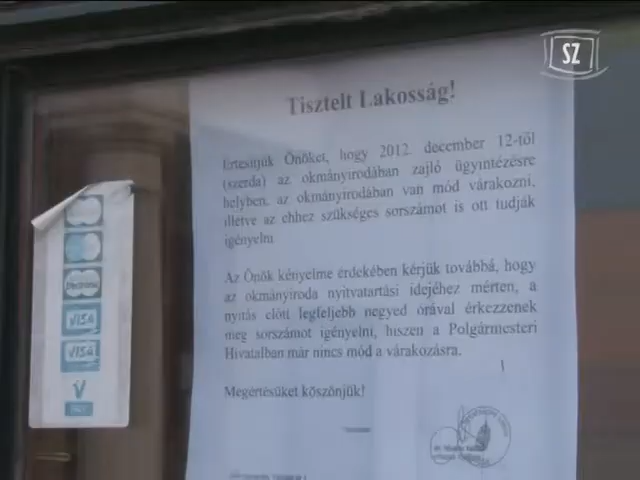 SZ
Tisztelt Lakosság!
Értesítjük Önöket, hogy 2012. december 12-től
(szerda) az okmányirodában zajló ügyintézésre
helyben, az okmányirodában van mód várakozni,
illetve az ehhez szükséges sorszámot is ott tudják
igényelni
Az Önök kényelme érdekében kérjük továbbá, hogy
az okmányiroda nyitvatartási idejéhez mérten, a
nyitás előtt legfeljebb negyed órával érkezzenek
meg sorszámot igényelni, hiszen a Polgármesteri
Hivatalban már nincs mód a várakozásra.
Megértésüket köszönjük!
Electronic
VISA
VISA
V